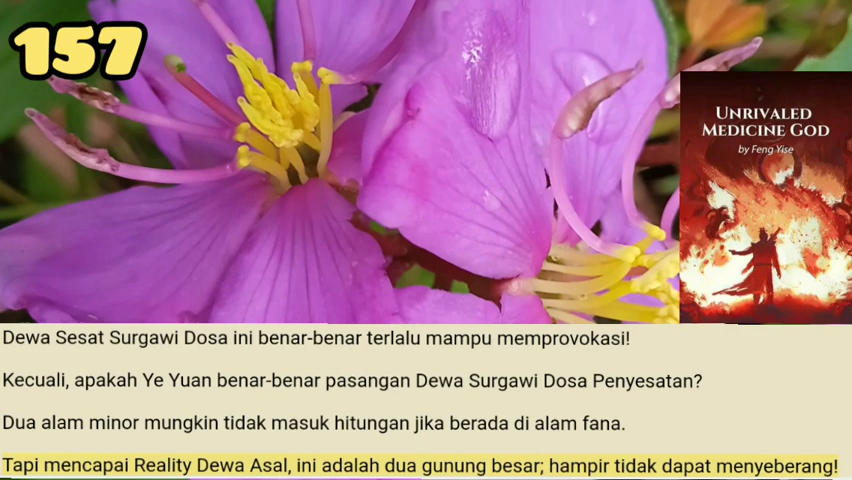 157
UNRIVALED
MEDICINE GOD
by Feng Yise
Dewa Sesat Surgawi Dosa ini benar-benar terlalu mampu memprovokasi!
Kecuali, apakah Ye Yuan benar-benar pasangan Dewa Surgawi Dosa Penyesatan?
Dua alam minor mungkin tidak masuk hitungan jika berada di alam fana.
Tapi mencapai Reality Dewa Asal, ini adalah dua gunung besar; hampir tidak dapat menyeberang!